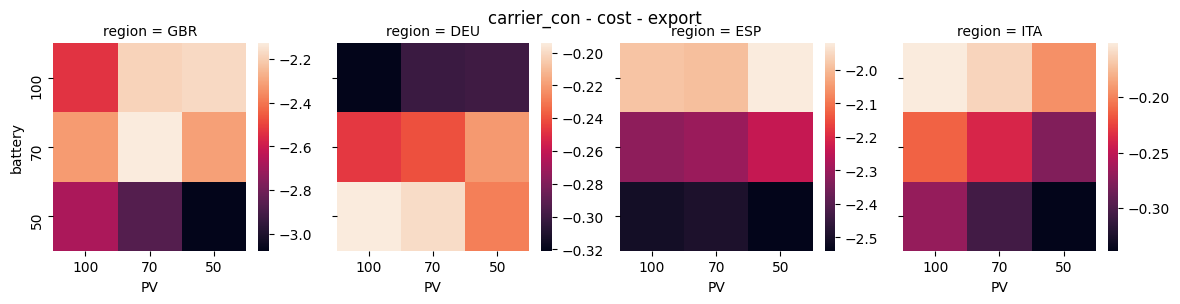 carrier_con - cost - export
region = GBR
region = DEU
region = ESP
region = ITA
battery
100
70
50
100 70 50
PV
−2.2
−2.4
−2.6
−2.8
−3.0
100 70 50
PV
−0.20
−0.22
−0.24
−0.26
−0.28
−0.30
−0.32
100 70 50
PV
−2.0
−2.1
−2.2
−2.3
−2.4
−2.5
100 70 50
PV
−0.20
−0.25
−0.30